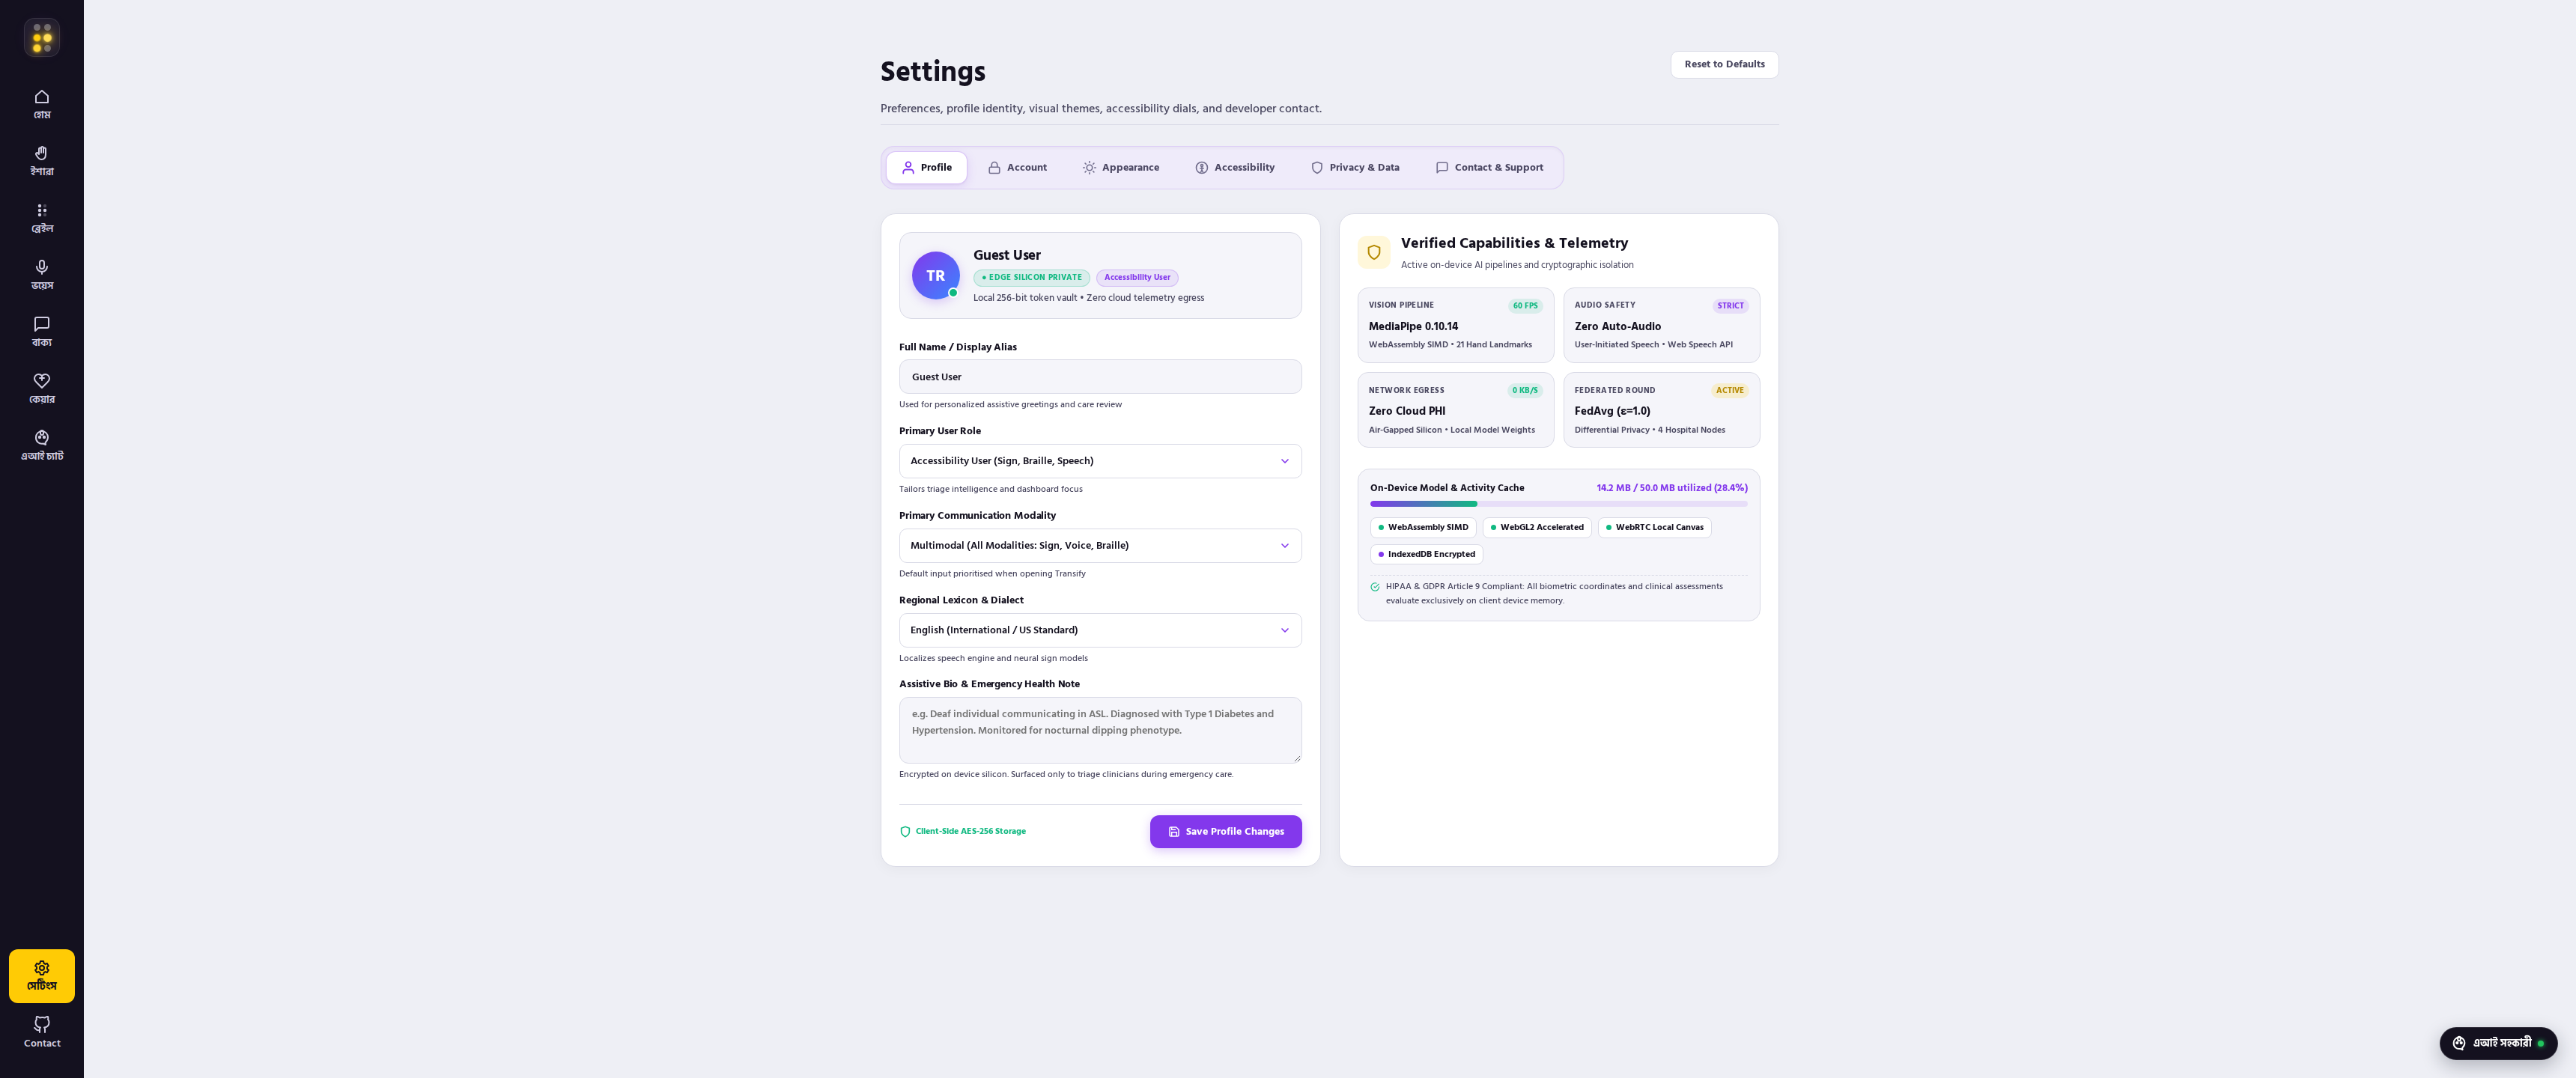 হোম
ইশারা
ব্রেইল
ভয়েস
বাক্য
কেয়ার
এআই চ্যাট
সেটিংস
Contact
Settings
Reset to Defaults
Preferences, profile identity, visual themes, accessibility dials, and developer contact.
Profile
Account
Appearance
Accessibility
Privacy & Data
Contact & Support
TR
Guest User
• EDGE SILICON PRIVATE
Accessibility User
Local 256-bit token vault • Zero cloud telemetry egress
Full Name / Display Alias
Guest User
Used for personalized assistive greetings and care review
Primary User Role
Accessibility User (Sign, Braille, Speech)
Tailors triage intelligence and dashboard focus
Primary Communication Modality
Multimodal (All Modalities: Sign, Voice, Braille)
Default input prioritised when opening Transify
Regional Lexicon & Dialect
English (International / US Standard)
Localizes speech engine and neural sign models
Assistive Bio & Emergency Health Note
e.g. Deaf individual communicating in ASL. Diagnosed with Type 1 Diabetes and
Hypertension. Monitored for nocturnal dipping phenotype.
Encrypted on device silicon. Surfaced only to triage clinicians during emergency care.
Client-Side AES-256 Storage
Save Profile Changes
Verified Capabilities & Telemetry
Active on-device AI pipelines and cryptographic isolation
VISION PIPELINE
60 FPS
MediaPipe 0.10.14
WebAssembly SIMD • 21 Hand Landmarks
AUDIO SAFETY
STRICT
Zero Auto-Audio
User-Initiated Speech • Web Speech API
NETWORK EGRESS
0 KB/S
Zero Cloud PHI
Air-Gapped Silicon • Local Model Weights
FEDERATED ROUND
ACTIVE
FedAvg (ε=1.0)
Differential Privacy • 4 Hospital Nodes
On-Device Model & Activity Cache
14.2 MB / 50.0 MB utilized (28.4%)
WebAssembly SIMD
WebGL2 Accelerated
WebRTC Local Canvas
IndexedDB Encrypted
HIPAA & GDPR Article 9 Compliant: All biometric coordinates and clinical assessments
evaluate exclusively on client device memory.
এআই সহকারী